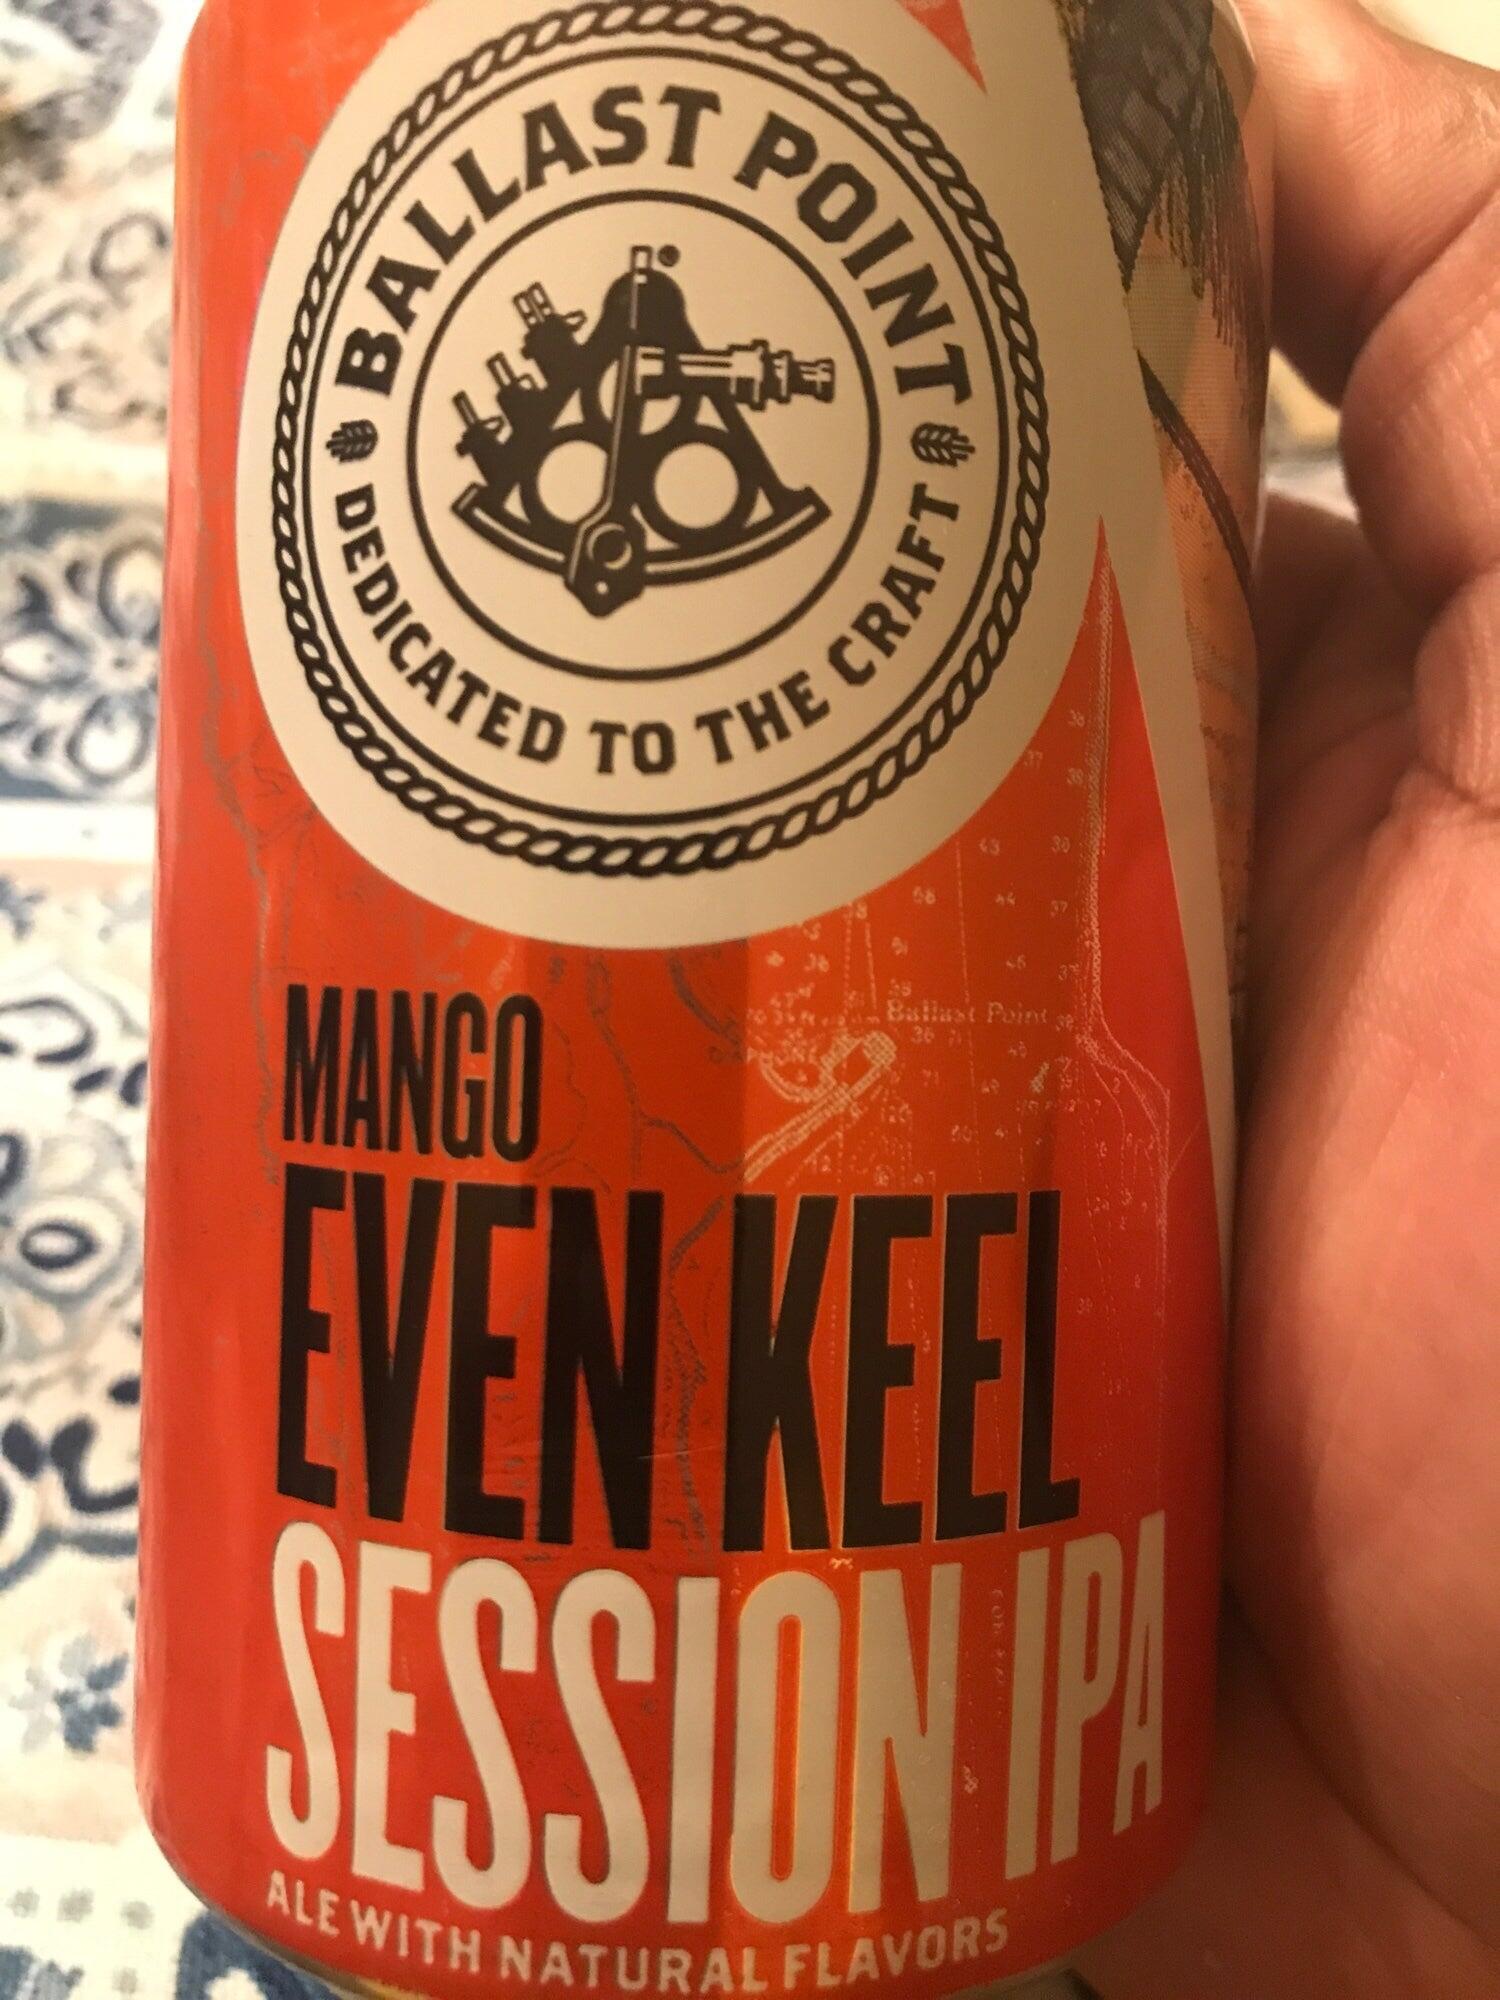 BALLAST POINT
DEDICATED TO THE CRAFT
Ballast Point
MANGO
EVEN KEEL
SESSION IPA
ALE WITH NATURAL FLAVORS